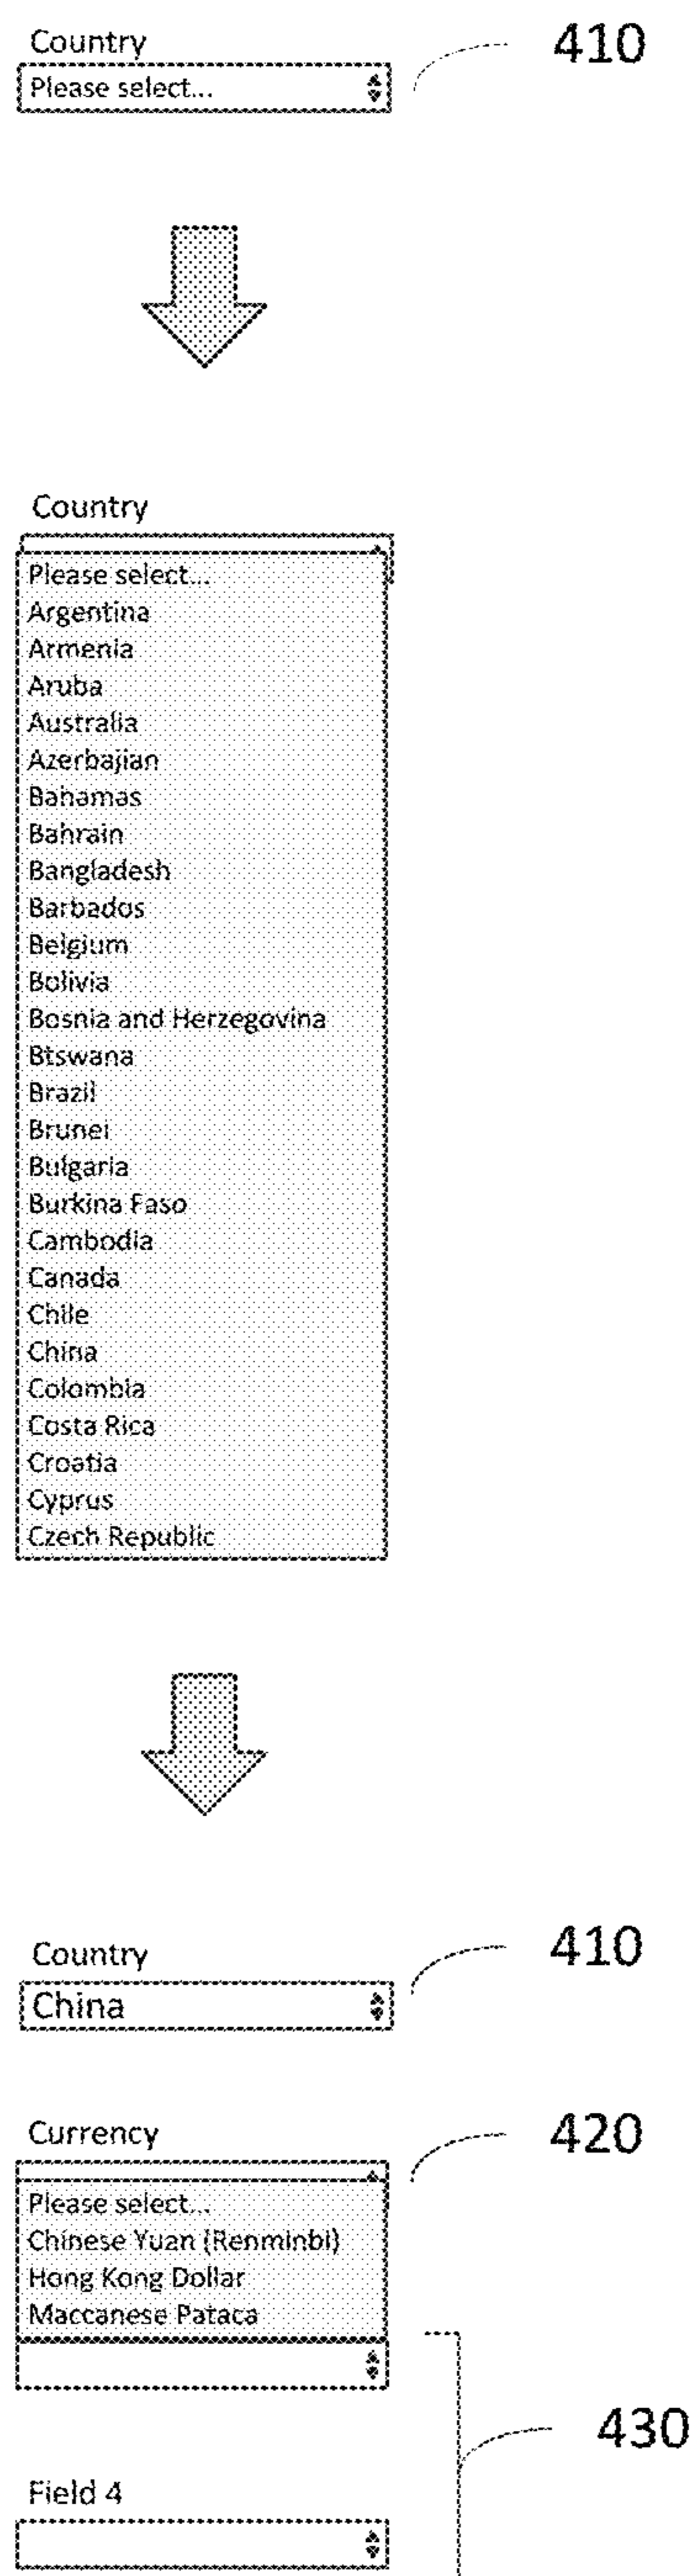 Country
410
Please select...
Country
Please select...
Argentina
Armenia
Aruba
Australia
Azerbajian
Bahamas
Bahrain
Bangladesh
Barbados
Belgium
Bolivia
Bosnia and Herzegovina
Btswana
Brazil
Brunei
Bulgaria
Burkina Faso
Cambodia
Canada
Chile
China
Colombia
Costa Rica
Croatia
Cyprus
Czech Republic
Country
410
China
Currency
420
Please select...
Chinese Yuan (Renminbi)
Hong Kong Dollar
Maccanese Pataca
430
Field 4